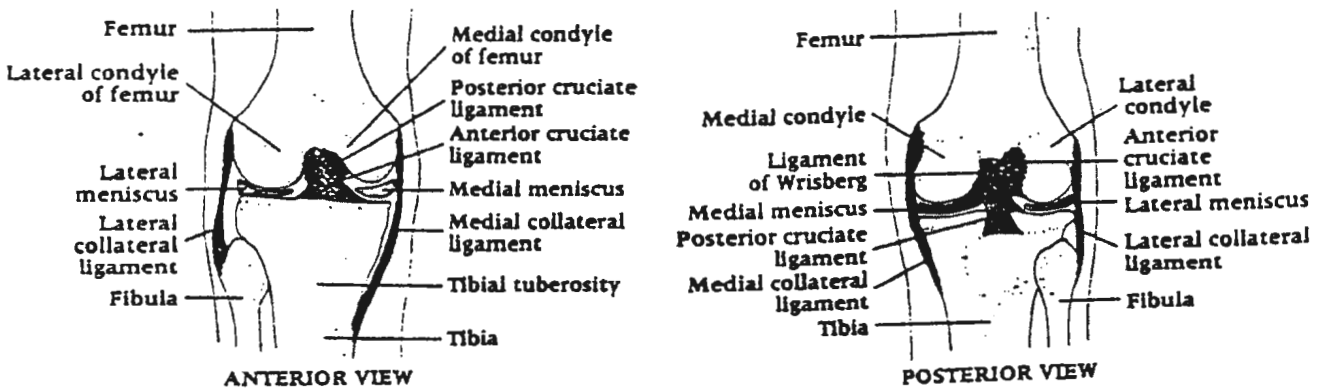 Femur
Lateral condyle
of femur
Lateral
meniscus
Lateral
collateral
ligament
Fibula
Medial condyle
of femur
Posterior cruciate
ligament
Anterior cruciate
ligament
Medial meniscus
Medial collateral
ligament
Tibial tuberosity
Tibia
ANTERIOR VIEW
Femur
Medial condyle
Ligament
of Wrisberg
Medial meniscus
Posterior cruciate
ligament
Medial collateral
ligament
Tibia
Lateral
condyle
Anterior
cruciate
ligament
Lateral meniscus
Lateral collateral
ligament
Fibula
POSTERIOR VIEW